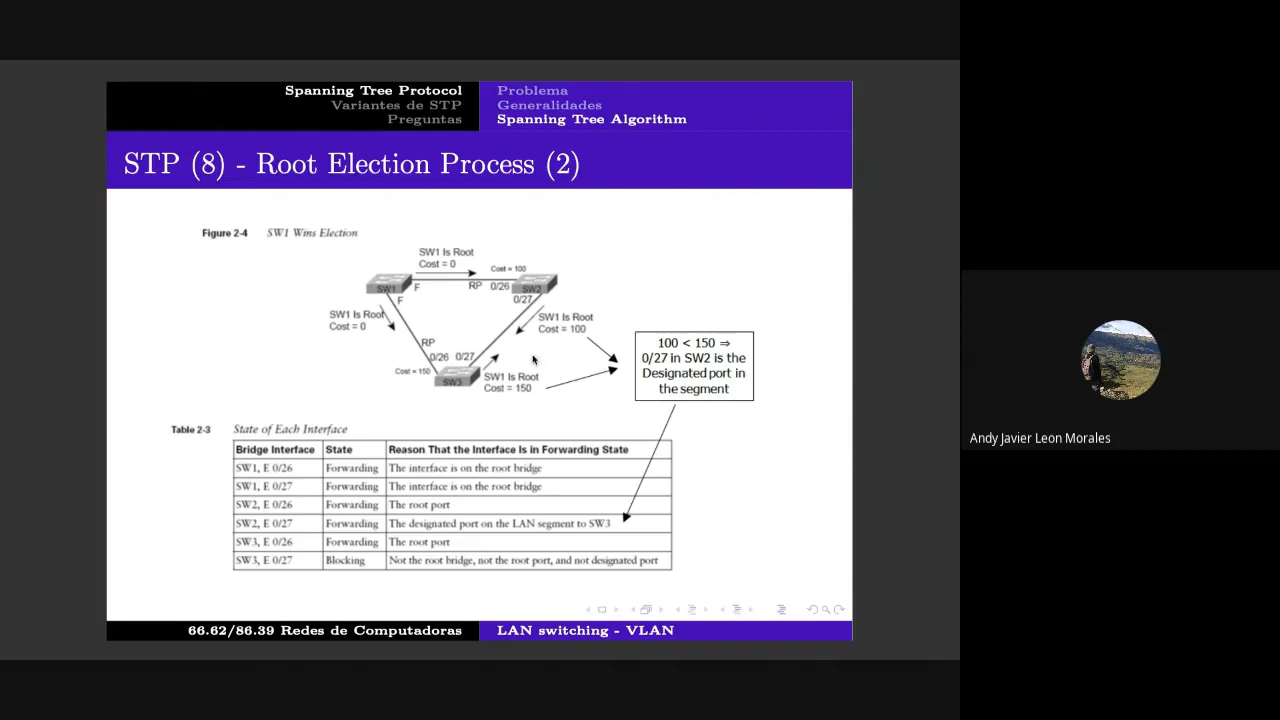 Spanning Tree Protocol
Variantes de STP
Preguntas
Problema
Generalidades
Spanning Tree Algorithm
STP (8) - Root Election Process (2)
Figure 2-4 SW1 Wins Election
SW1 Is Root
Cost = 0
Cost = 100
SW1
F
RP
0/26
SW2
F
0/27
SW1 Is Root
Cost = 0
SW1 Is Root
Cost = 100
RP
0/26
0/27
Cost = 150
SW3
SW1 Is Root
Cost = 150
100 < 150 ⇒
0/27 in SW2 is the
Designated port in
the segment
Table 2-3 State of Each Interface
Bridge Interface State Reason That the Interface Is in Forwarding State
SW1, E 0/26 Forwarding The interface is on the root bridge
SW1, E 0/27 Forwarding The interface is on the root bridge
SW2, E 0/26 Forwarding The root port
SW2, E 0/27 Forwarding The designated port on the LAN segment to SW3
SW3, E 0/26 Forwarding The root port
SW3, E 0/27 Blocking Not the root bridge, not the root port, and not designated port
66.62/86.39 Redes de Computadoras
LAN switching - VLAN
Andy Javier Leon Morales